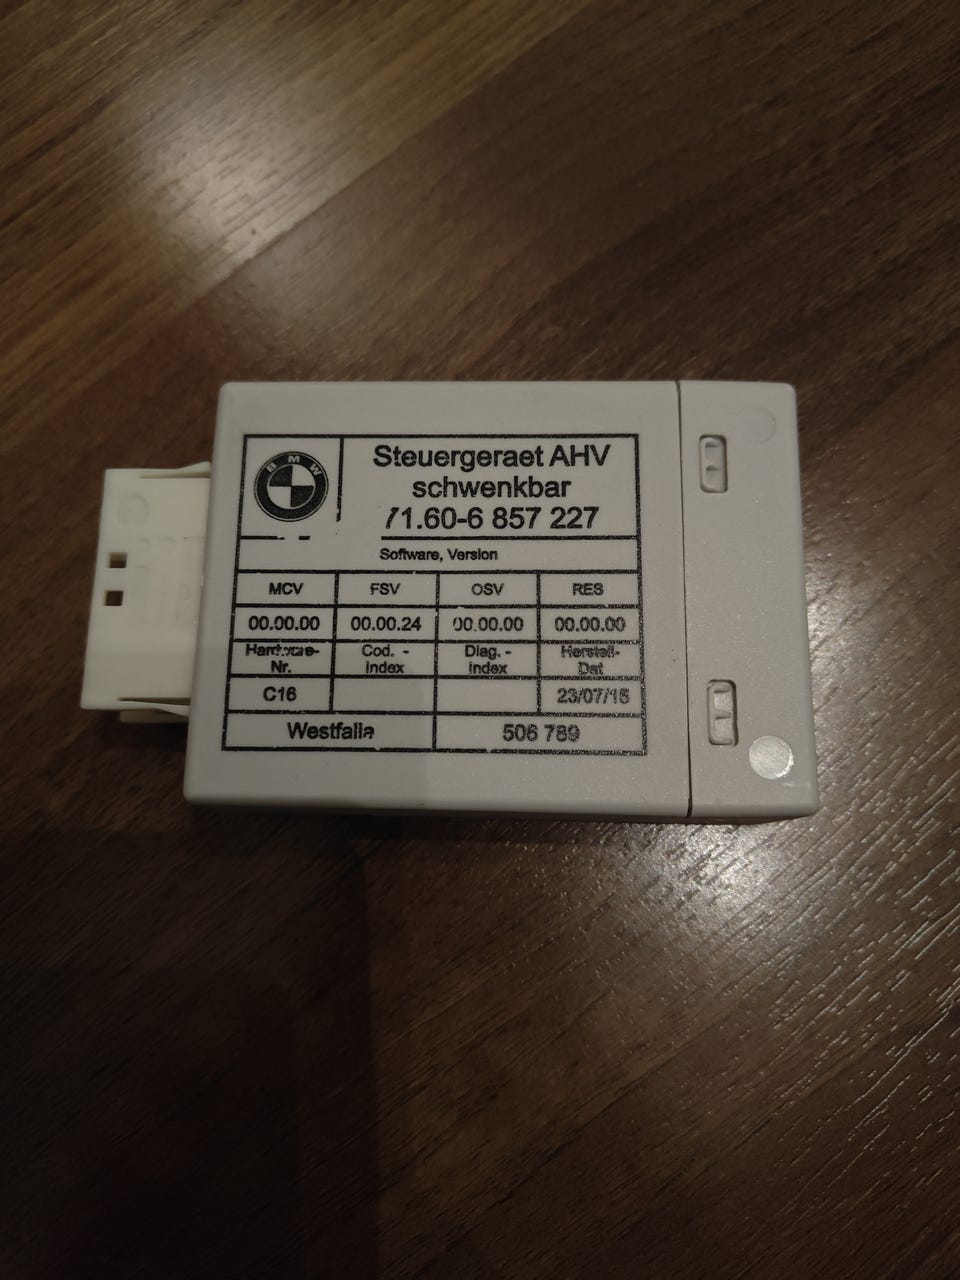 BMW
Steuergeraet AHV
schwenkbar
71.60-6 857 227
Software, Version
MCV FSV OSV RES
00.00.00 00.00.24 00.00.00 00.00.00
Hardware- Cod. - Diag. - Herstell-
Nr. Index Index Dat
C16 23/07/15
Westfalia 506 789